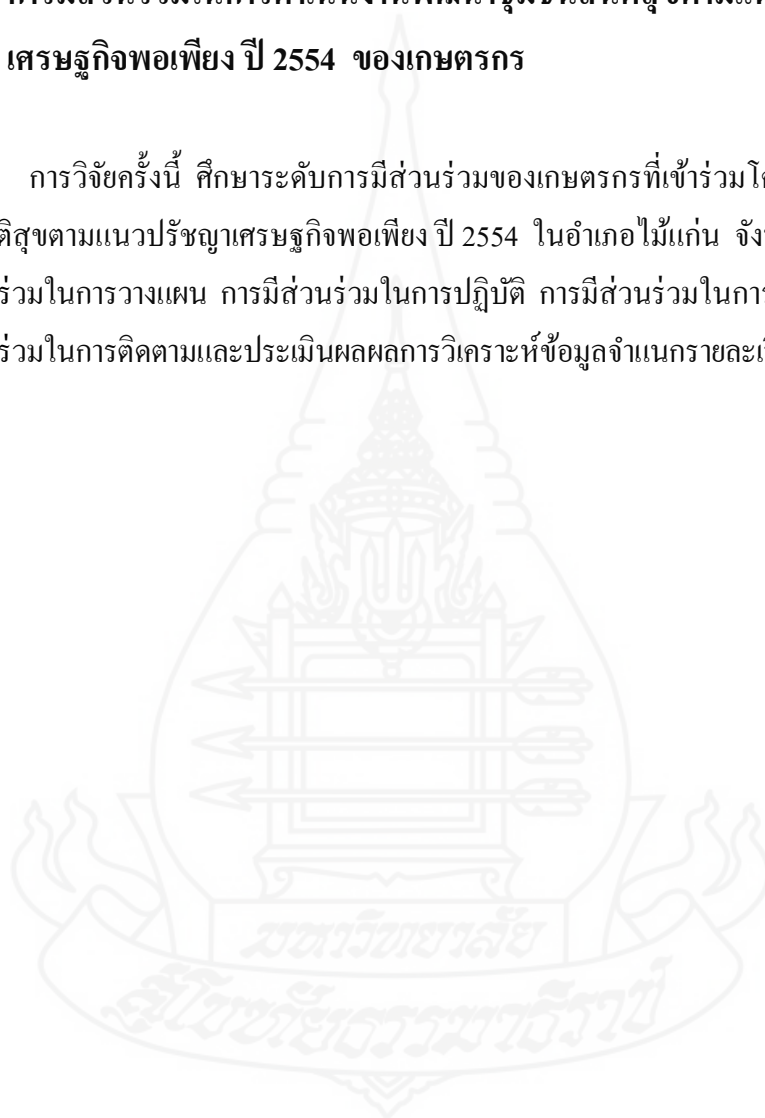 เศรษฐกิจพอเพียง ปี 2554 ของเกษตรกร
การวิจัยครั้งนี้ ศึกษาระดับการมีส่วนร่วมของเกษตรกรที่เข้าร่วมโค
ติสุขตามแนวปรัชญาเศรษฐกิจพอเพียง ปี 2554 ในอำเภอไม้แก่น จัง
ร่วมในการวางแผน การมีส่วนร่วมในการปฏิบัติ การมีส่วนร่วมในการ
ร่วมในการติดตามและประเมินผลผลการวิเคราะห์ข้อมูลจำแนกรายละเ
มหาวิทยาลัย
สุโขทัยธรรมาธิราช